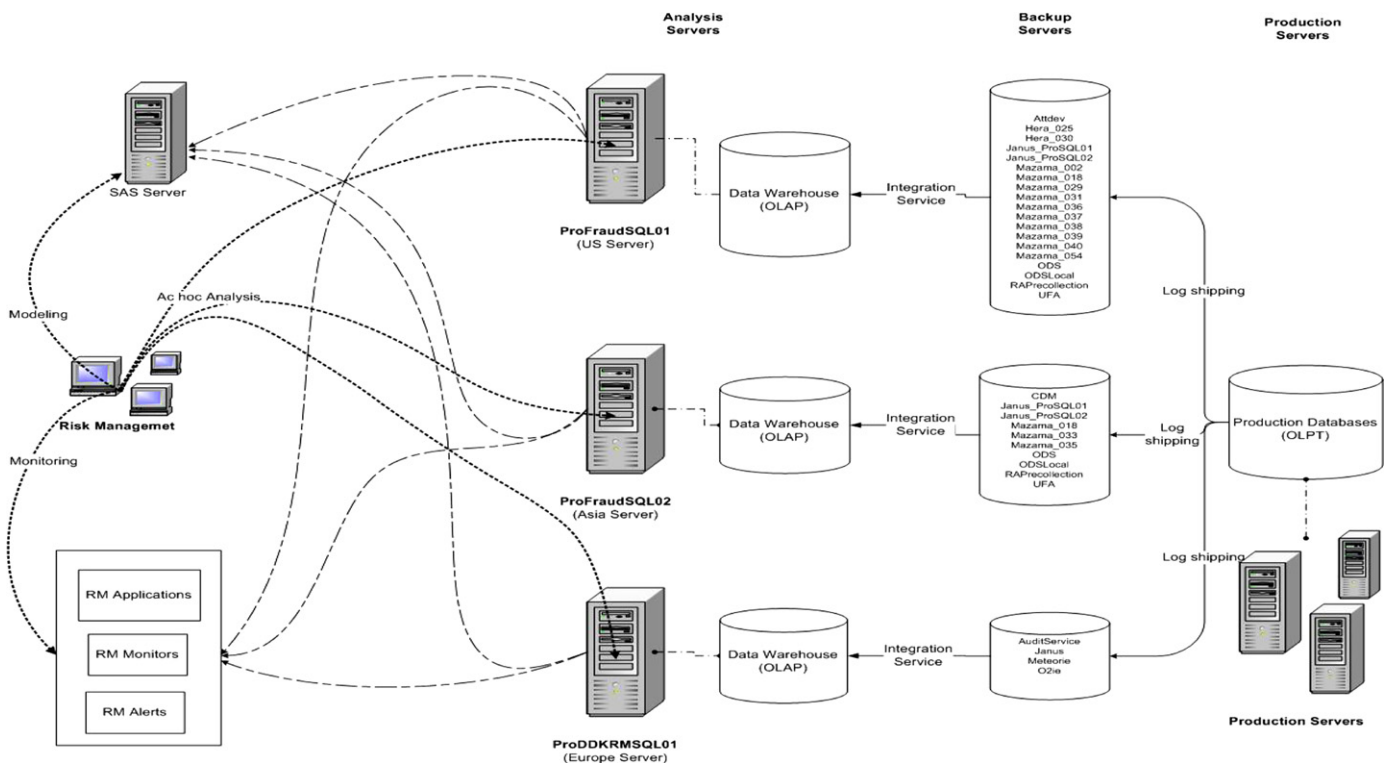 Analysis
Servers
Backup
Servers
Production
Servers
SAS Server
ProFraudSQL01
(US Server)
Data Warehouse
(OLAP)
Integration
Service
Attdev
Hera_025
Hera_030
Janus_ProSQL01
Janus_ProSQL02
Mazama_002
Mazama_018
Mazama_029
Mazama_031
Mazama_036
Mazama_037
Mazama_038
Mazama_039
Mazama_040
Mazama_054
ODS
ODSLocal
RAPrecollection
UFA
Log shipping
Ac hoc Analysis
Modeling
Risk Managemet
Monitoring
ProFraudSQL02
(Asia Server)
Data Warehouse
(OLAP)
Integration
Service
CDM
Janus_ProSQL01
Janus_ProSQL02
Mazama_018
Mazama_033
Mazama_035
ODS
ODSLocal
RAPrecollection
UFA
Log
shipping
Production Databases
(OLPT)
Log shipping
RM Applications
RM Monitors
RM Alerts
ProDDKRMSQL01
(Europe Server)
Data Warehouse
(OLAP)
Integration
Service
AuditService
Janus
Meteorie
O2ie
Production Servers